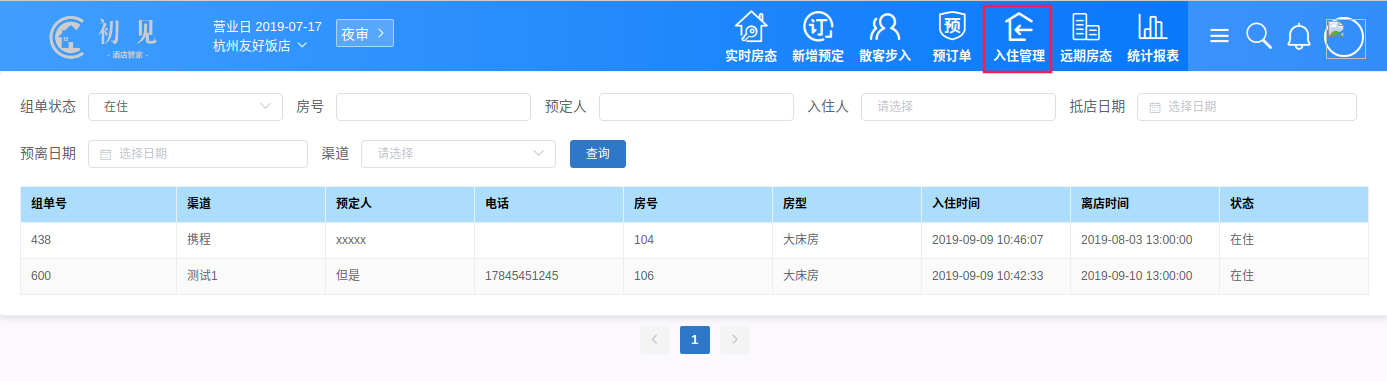 初见
- 酒店管家 -
营业日 2019-07-17
杭州友好饭店
夜审
订
预
实时房态 新增预定 散客步入 预订单 入住管理 远期房态 统计报表
组单状态 在住 房号 预定人 入住人 请选择 抵店日期 选择日期
预离日期 选择日期 渠道 请选择 查询
组单号 渠道 预定人 电话 房号 房型 入住时间 离店时间 状态
438 携程 xxxxx 104 大床房 2019-09-09 10:46:07 2019-08-03 13:00:00 在住
600 测试1 但是 17845451245 106 大床房 2019-09-09 10:42:33 2019-09-10 13:00:00 在住
1